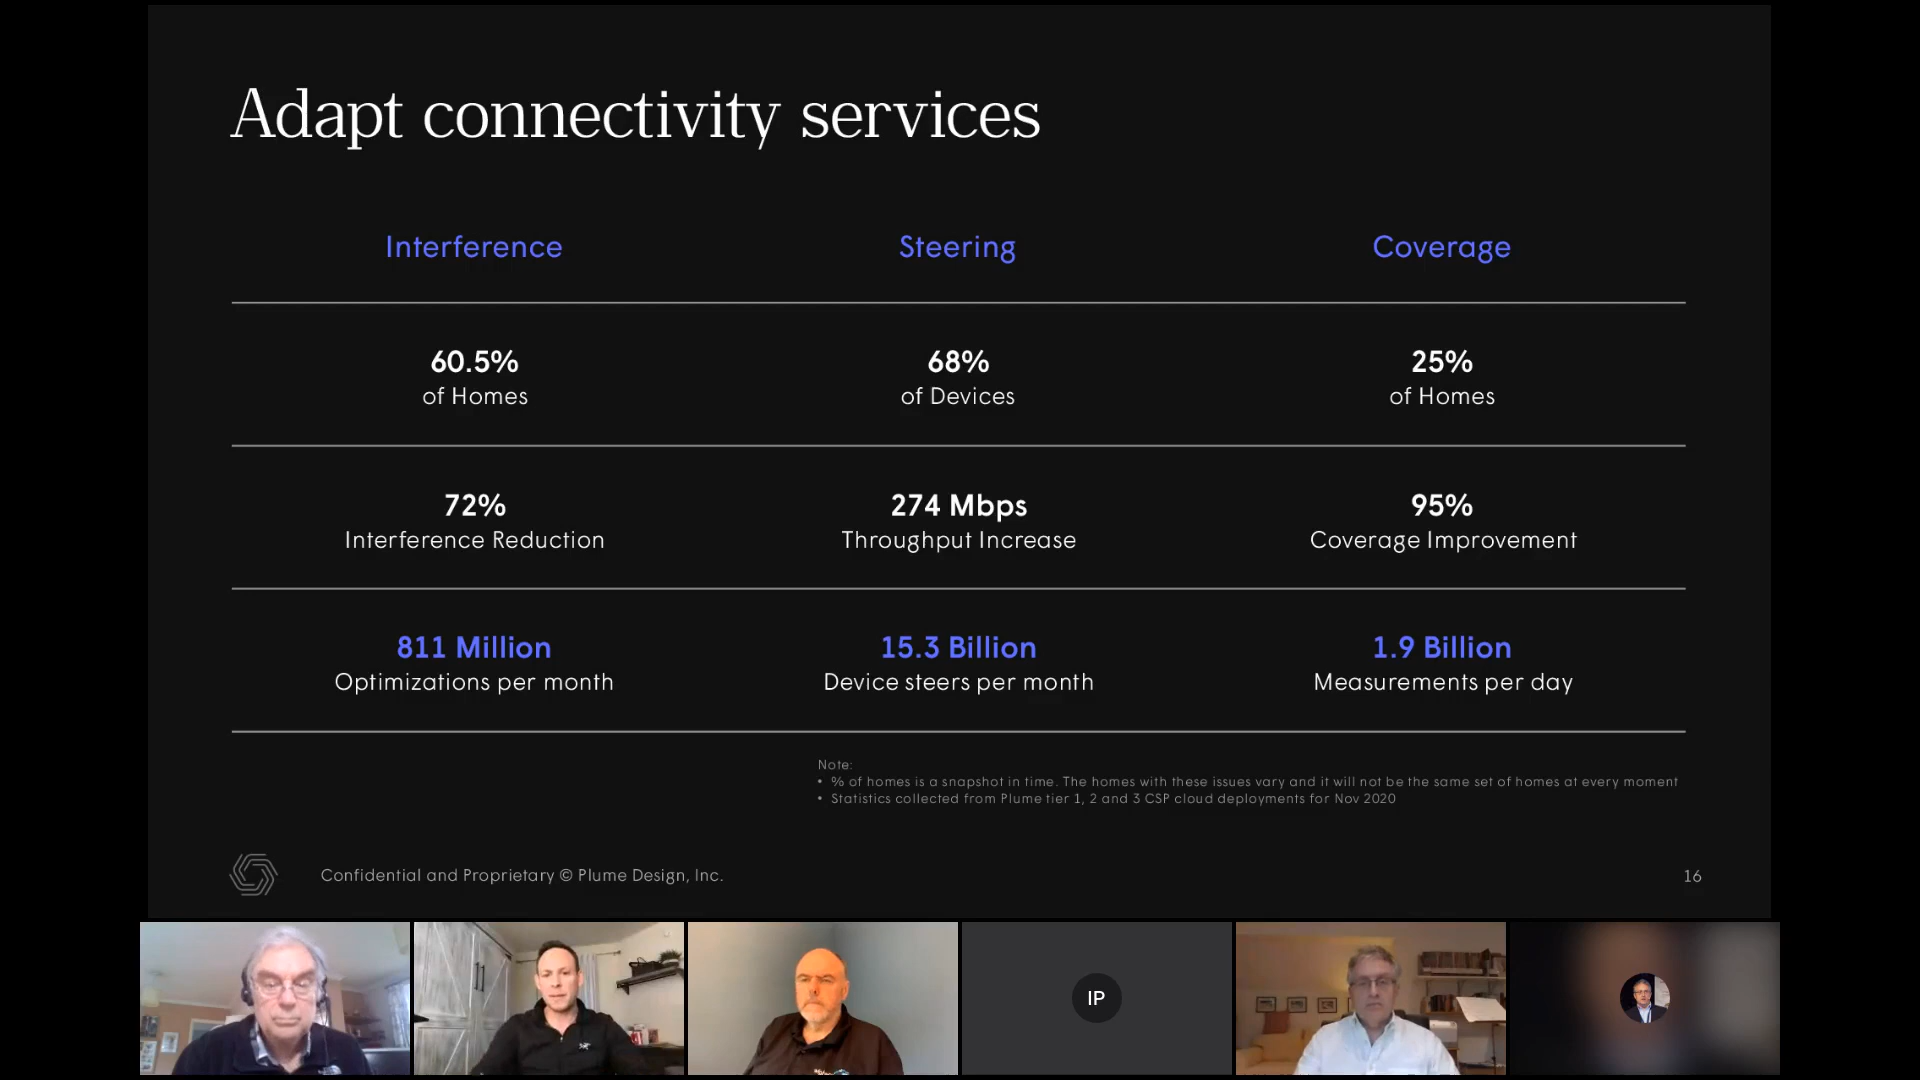 Adapt connectivity services
Interference
Steering
Coverage
60.5%
of Homes
68%
of Devices
25%
of Homes
72%
Interference Reduction
274 Mbps
Throughput Increase
95%
Coverage Improvement
811 Million
Optimizations per month
15.3 Billion
Device steers per month
1.9 Billion
Measurements per day
Note:
• % of homes is a snapshot in time. The homes with these issues vary and it will not be the same set of homes at every moment
• Statistics collected from Plume tier 1, 2 and 3 CSP cloud deployments for Nov 2020
Confidential and Proprietary © Plume Design, Inc.
16
IP